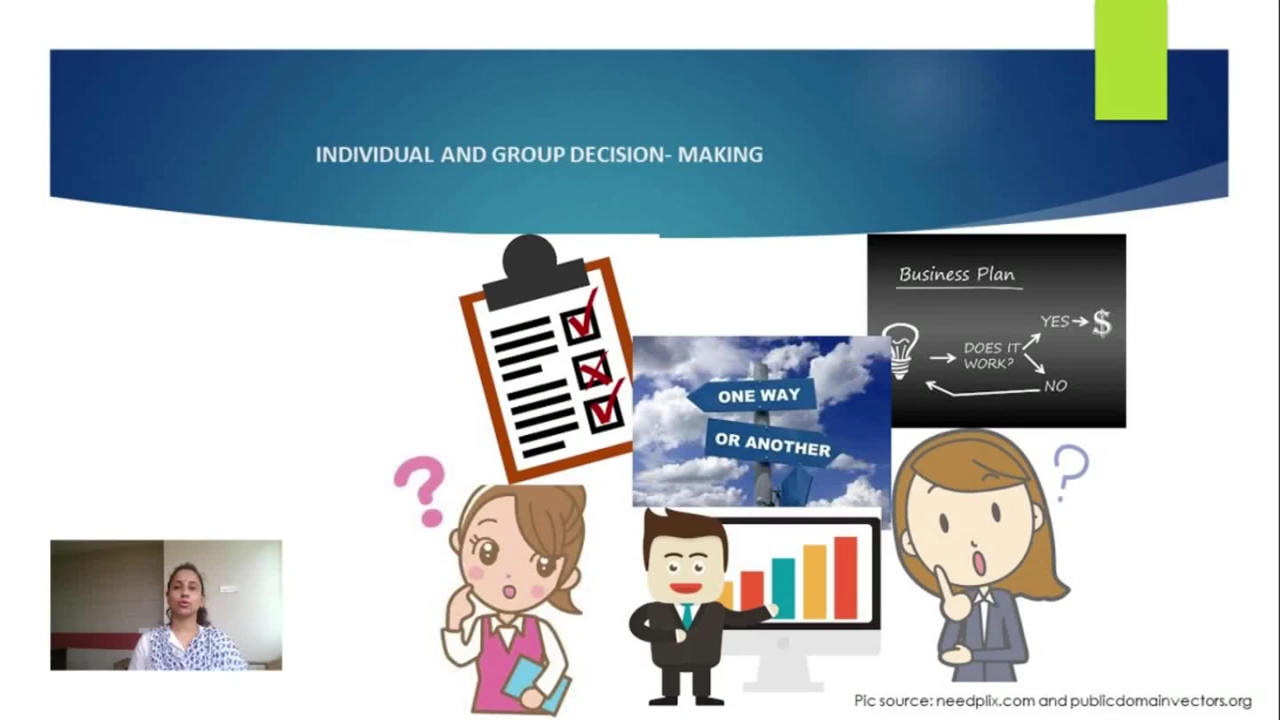 INDIVIDUAL AND GROUP DECISION- MAKING
Business Plan
YES
$
DOES IT
WORK?
NO
ONE WAY
OR ANOTHER
?
?
Pic source: needplix.com and publicdomainvectors.org